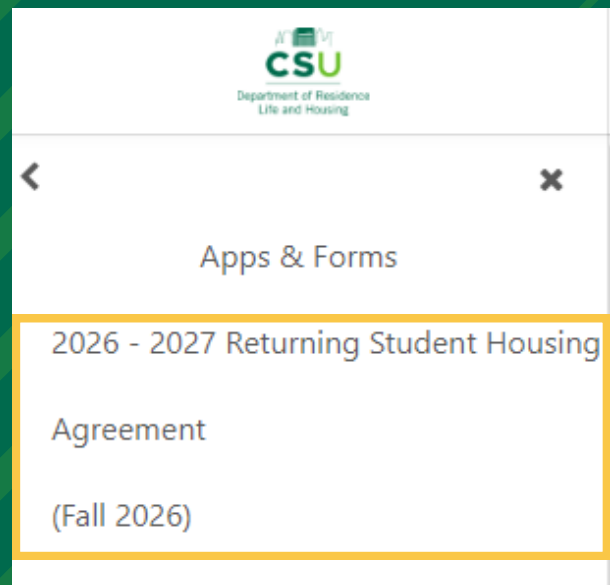 CSU
Department of Residence
Life and Housing
Apps & Forms
2026 - 2027 Returning Student Housing
Agreement
(Fall 2026)